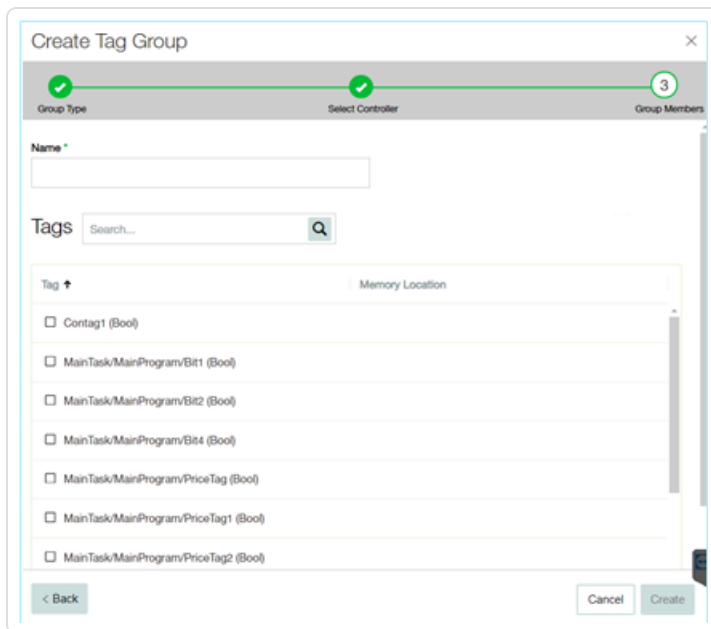 Create Tag Group
3
Group Type Select Controller Group Members
Name *
Tags Search...
Tag Memory Location
Contag1 (Bool)
MainTask/MainProgram/Bit1 (Bool)
MainTask/MainProgram/Bit2 (Bool)
MainTask/MainProgram/Bit4 (Bool)
MainTask/MainProgram/PriceTag (Bool)
MainTask/MainProgram/PriceTag1 (Bool)
MainTask/MainProgram/PriceTag2 (Bool)
< Back Cancel Create